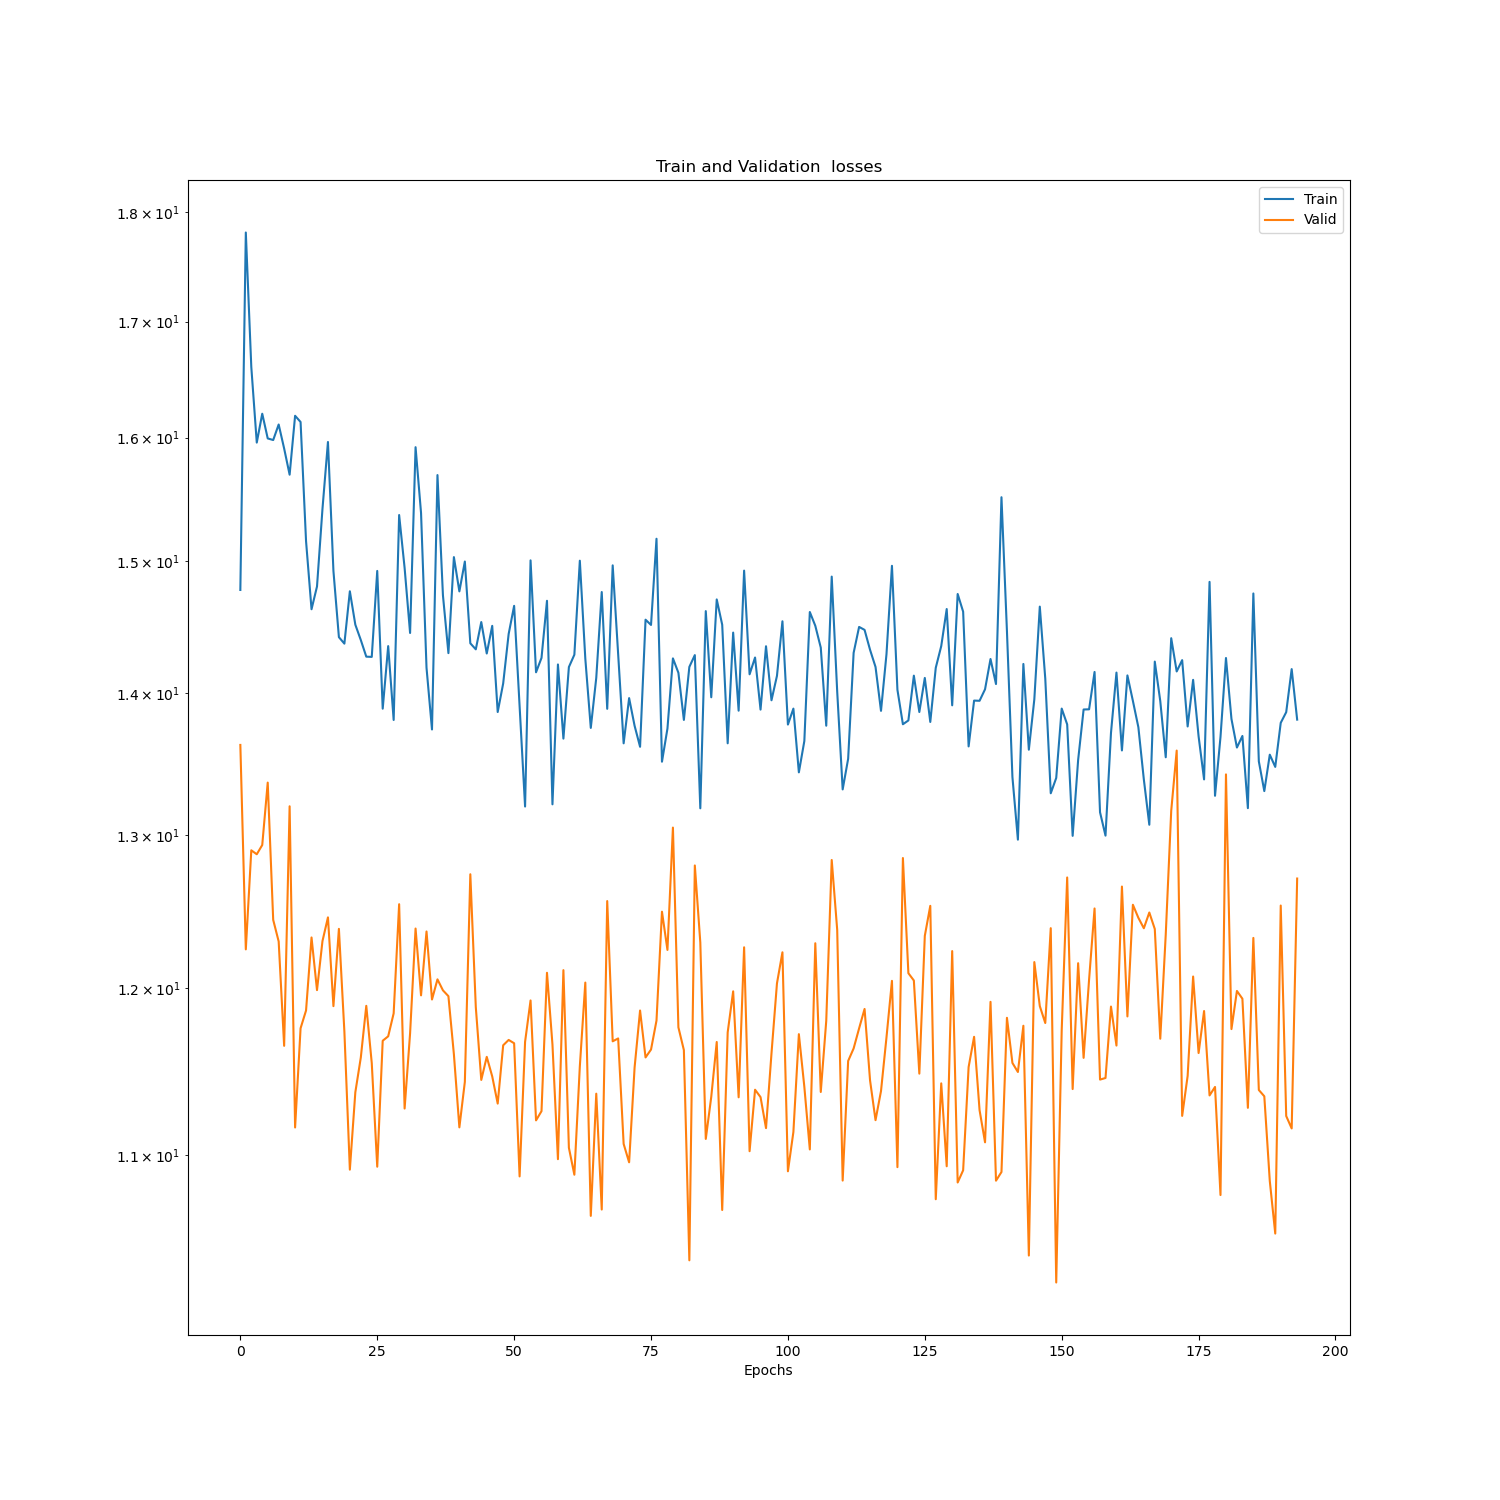 Train and Validation  losses
Train
Valid
1.8 × 10¹
1.7 × 10¹
1.6 × 10¹
1.5 × 10¹
1.4 × 10¹
1.3 × 10¹
1.2 × 10¹
1.1 × 10¹
0 25 50 75 100 125 150 175 200
Epochs